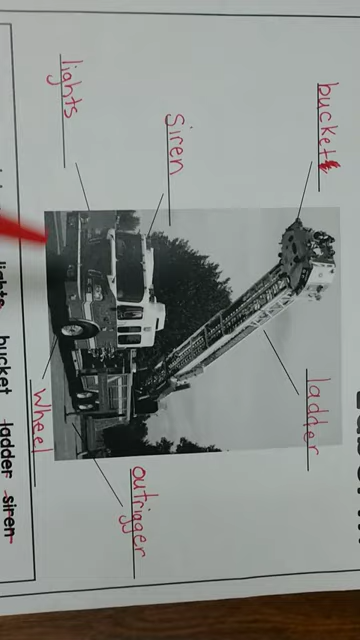 bucket
ladder
siren
outrigger
lights
wheel
lights bucket ladder siren